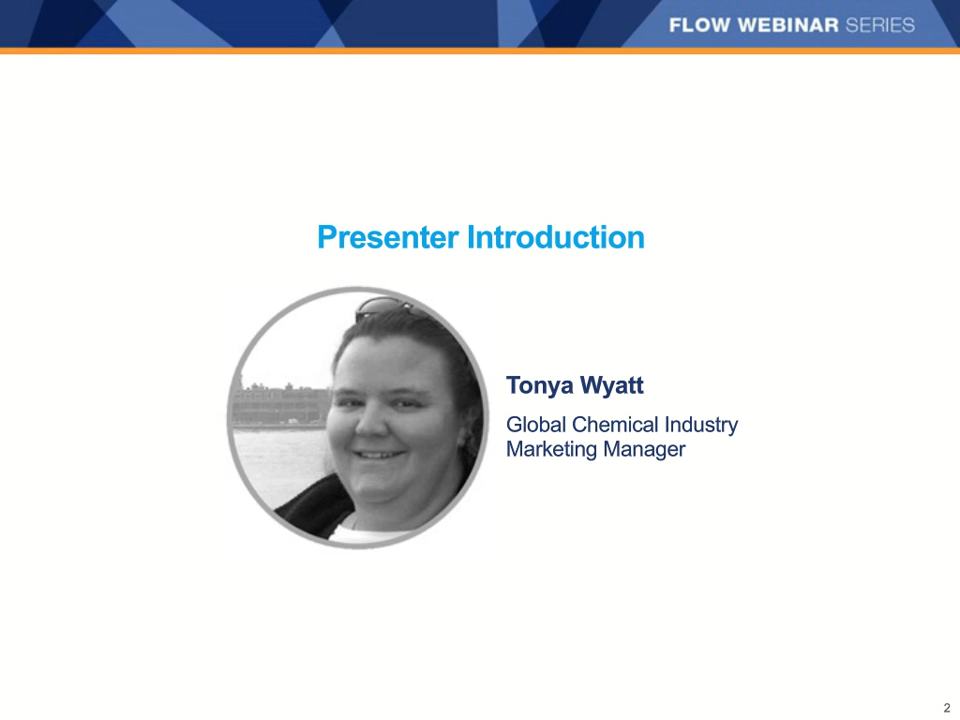 FLOW WEBINAR SERIES
Presenter Introduction
Tonya Wyatt
Global Chemical Industry
Marketing Manager
2